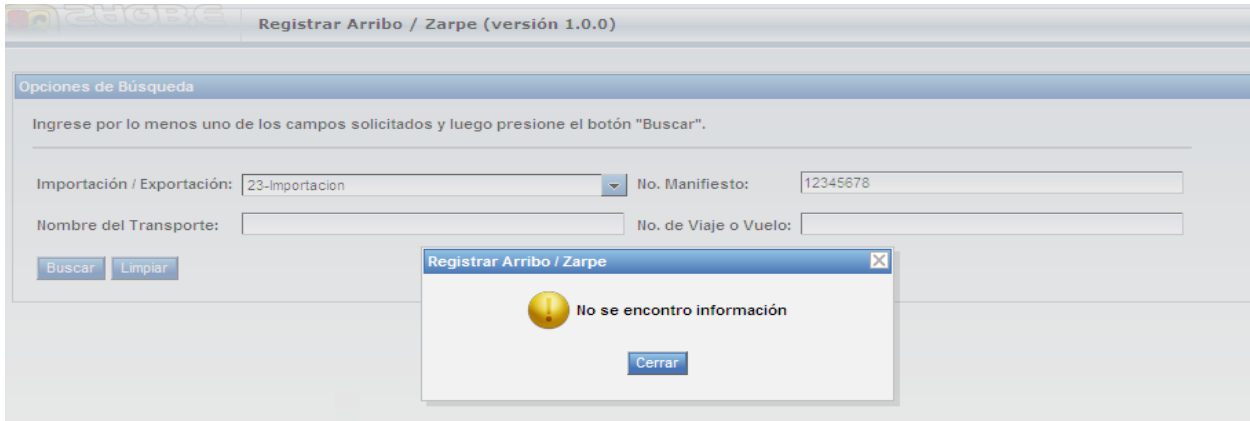 Registrar Arribo / Zarpe (versión 1.0.0)
Opciones de Búsqueda
Ingrese por lo menos uno de los campos solicitados y luego presione el botón "Buscar".
Importación / Exportación: 23-Importacion No. Manifiesto: 12345678
Nombre del Transporte: No. de Viaje o Vuelo:
Buscar Limpiar
Registrar Arribo / Zarpe
No se encontro información
Cerrar